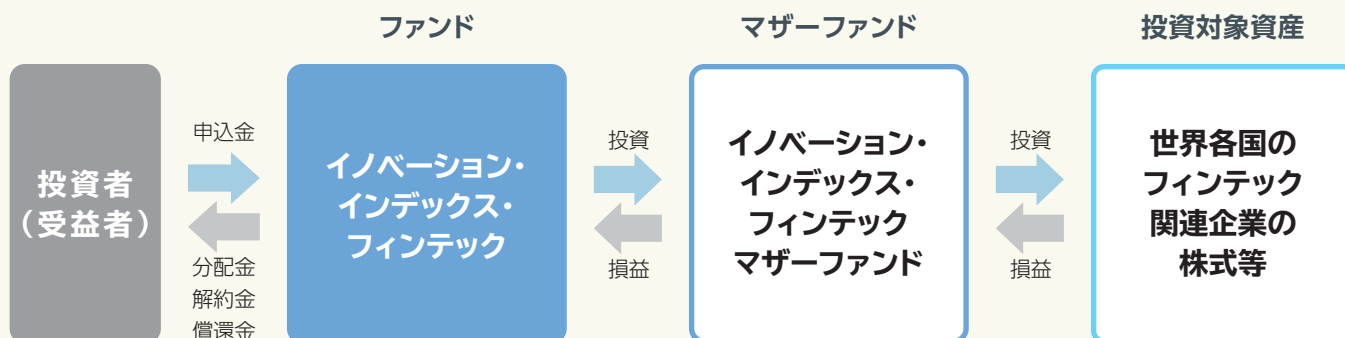 ファンド
マザーファンド
投資対象資産
投資者
（受益者）
申込金
分配金
解約金
償還金
イノベーション・
インデックス・
フィンテック
投資
損益
イノベーション・
インデックス・
フィンテック
マザーファンド
投資
損益
世界各国の
フィンテック
関連企業の
株式等